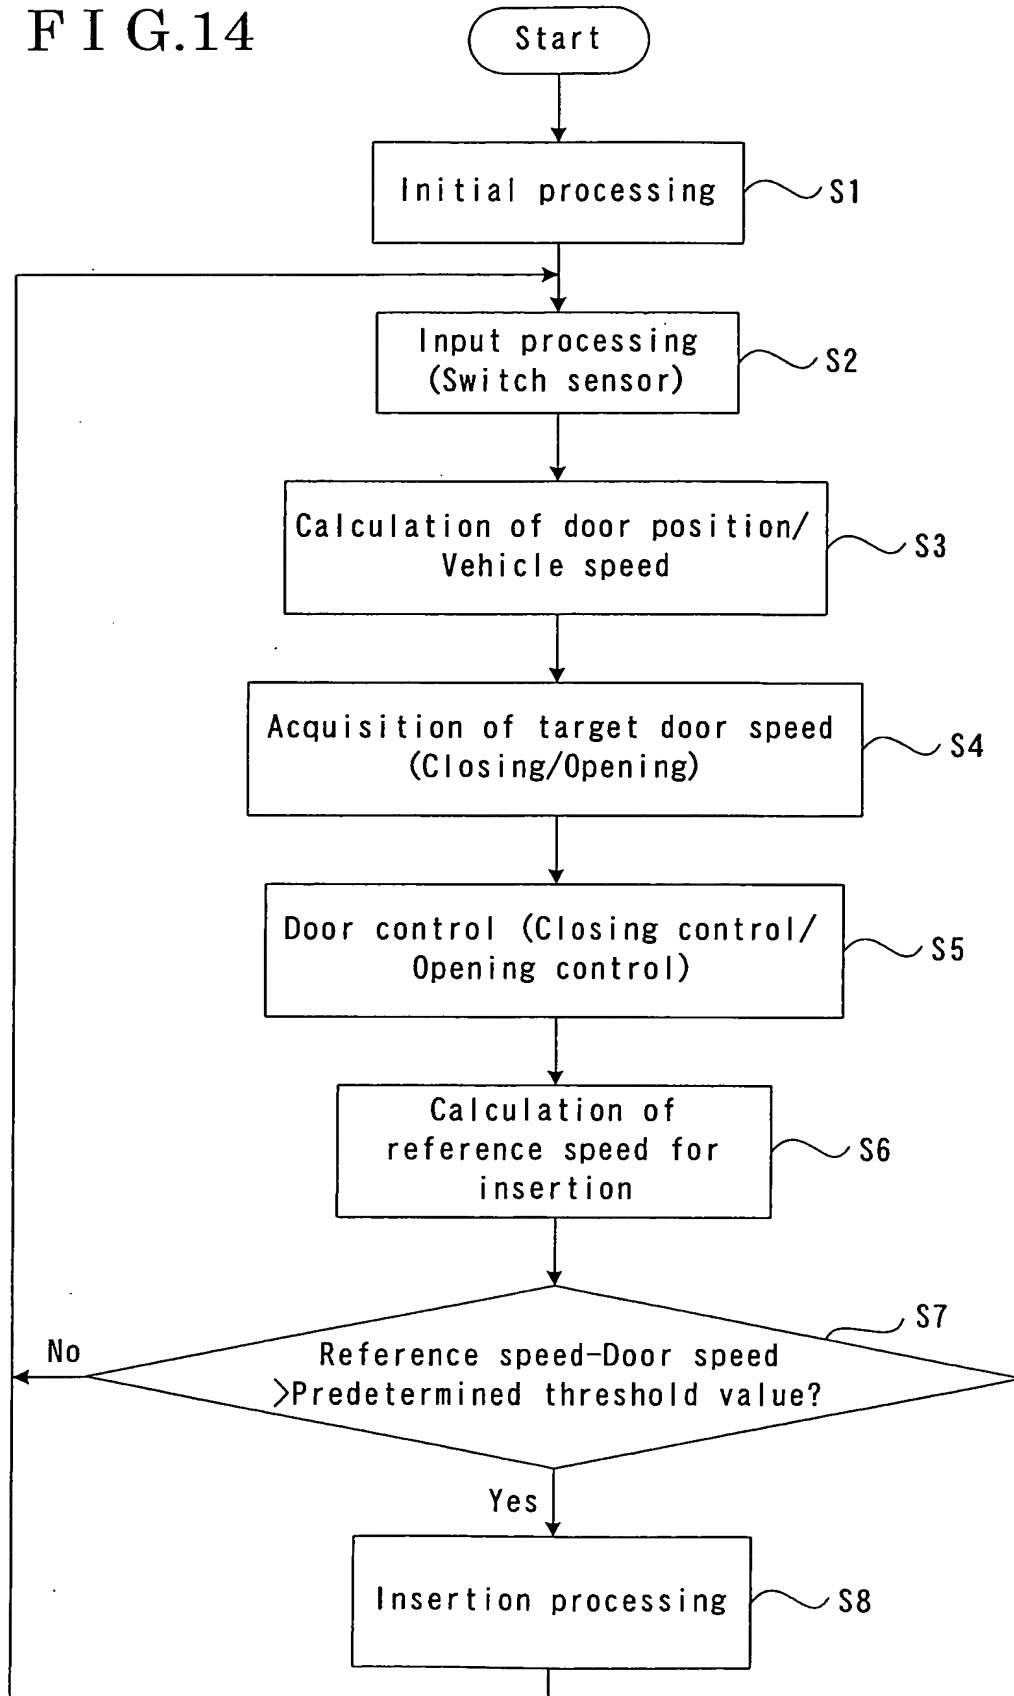 FIG.14
Start
Initial processing
S1
Input processing
(Switch sensor)
S2
Calculation of door position/
Vehicle speed
S3
Acquisition of target door speed
(Closing/Opening)
S4
Door control (Closing control/
Opening control)
S5
Calculation of
reference speed for
insertion
S6
S7
No
Reference speed-Door speed
>Predetermined threshold value?
Yes
Insertion processing
S8